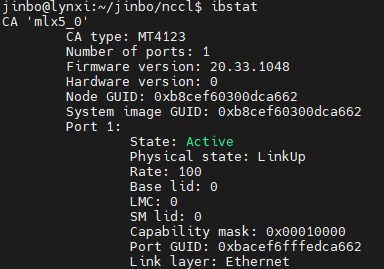 jinbo@lynxi:~/jinbo/nccl$ ibstat
CA 'mlx5_0'
CA type: MT4123
Number of ports: 1
Firmware version: 20.33.1048
Hardware version: 0
Node GUID: 0xb8cef60300dca662
System image GUID: 0xb8cef60300dca662
Port 1:
State: Active
Physical state: LinkUp
Rate: 100
Base lid: 0
LMC: 0
SM lid: 0
Capability mask: 0x00010000
Port GUID: 0xbacef6fffedca662
Link layer: Ethernet